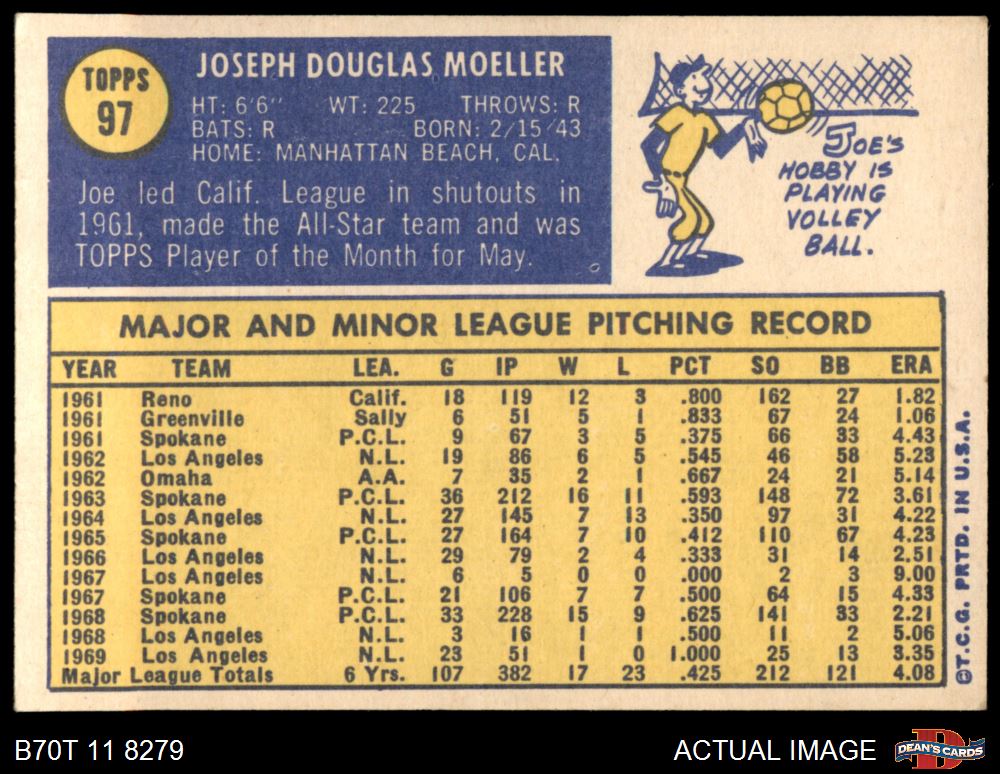 TOPPS
97
JOSEPH DOUGLAS MOELLER
HT: 6'6" WT: 225 THROWS: R
BATS: R BORN: 2/15/43
HOME: MANHATTAN BEACH, CAL.
Joe led Calif. League in shutouts in
1961, made the All-Star team and was
TOPPS Player of the Month for May.
JOE'S
HOBBY IS
PLAYING
VOLLEY
BALL.
MAJOR AND MINOR LEAGUE PITCHING RECORD
YEAR TEAM LEA. G IP W L PCT SO BB ERA
1961 Reno Calif. 18 119 12 3 .800 162 27 1.82
1961 Greenville Sally 6 51 5 1 .833 67 24 1.06
1961 Spokane P.C.L. 9 67 3 5 .375 66 33 4.43
1962 Los Angeles N.L. 19 86 6 5 .545 46 58 5.23
1962 Omaha A.A. 7 35 2 1 .667 24 21 5.14
1963 Spokane P.C.L. 36 212 16 11 .593 148 72 3.61
1964 Los Angeles N.L. 27 145 7 13 .350 97 31 4.22
1965 Spokane P.C.L. 27 164 7 10 .412 110 67 4.23
1966 Los Angeles N.L. 29 79 2 4 .333 31 14 2.51
1967 Los Angeles N.L. 6 5 0 0 .000 2 3 9.00
1967 Spokane P.C.L. 21 106 7 7 .500 64 15 4.33
1968 Spokane P.C.L. 33 228 15 9 .625 141 33 2.21
1968 Los Angeles N.L. 3 16 1 1 .500 11 2 5.06
1969 Los Angeles N.L. 23 51 1 0 1.000 25 13 3.35
Major League Totals 6 Yrs. 107 382 17 23 .425 212 121 4.08
©T.C.G. PRTD. IN U.S.A.
B70T 11 8279
ACTUAL IMAGE
DEAN'S CARDS